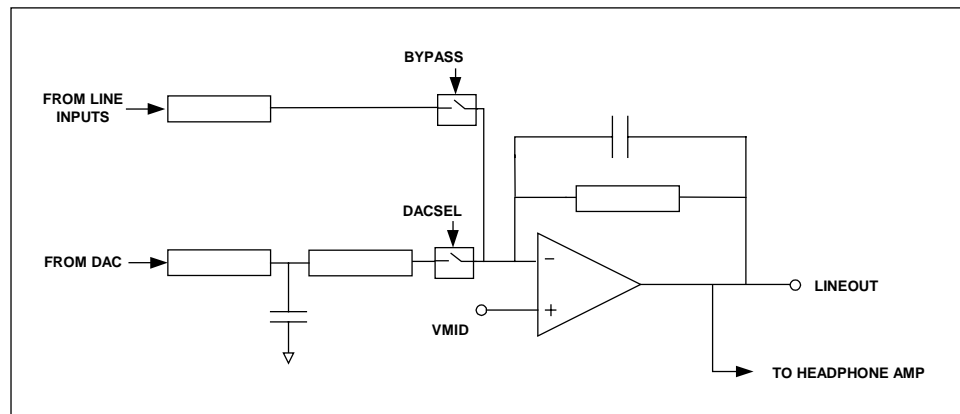 BYPASS
FROM LINE
INPUTS
DACSEL
FROM DAC
−
+
VMID
LINEOUT
TO HEADPHONE AMP